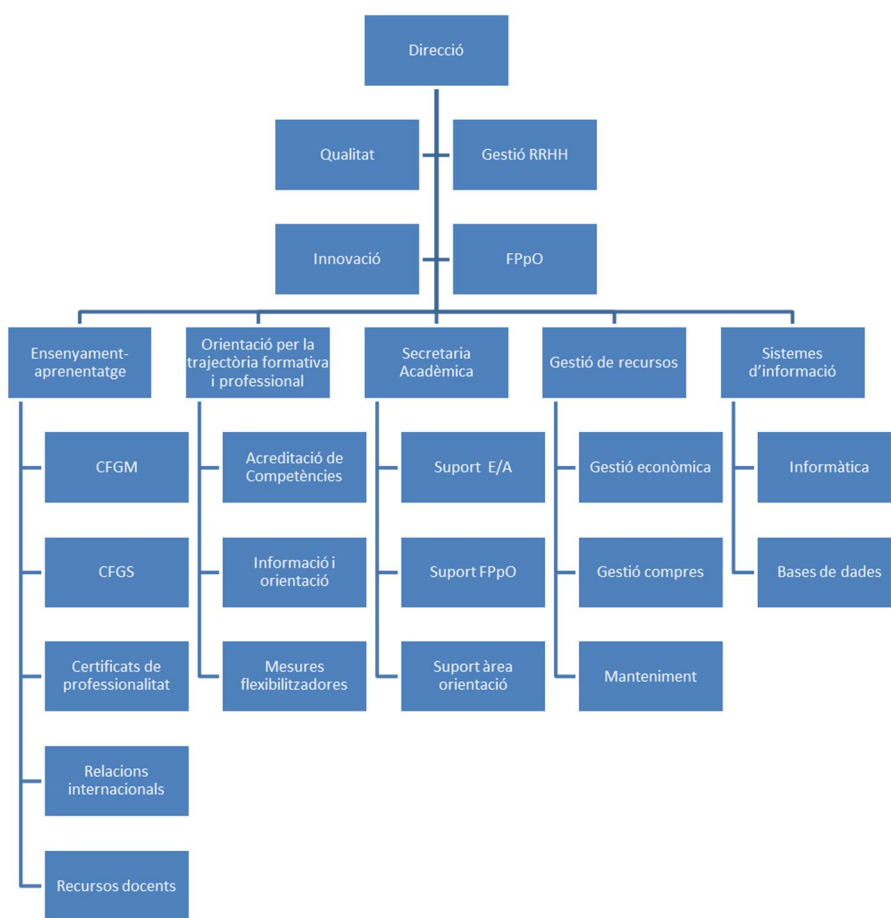 Direcció
Qualitat
Gestió RRHH
Innovació
FPpO
Ensenyament-
aprenentatge
Orientació per la
trajectòria formativa
i professional
Secretaria
Acadèmica
Gestió de recursos
Sistemes
d'informació
CFGM
Acreditació de
Competències
Suport E/A
Gestió econòmica
Informàtica
CFGS
Informació i
orientació
Suport FPpO
Gestió compres
Bases de dades
Certificats de
professionalitat
Mesures
flexibilitzadores
Suport àrea
orientació
Manteniment
Relacions
internacionals
Recursos docents